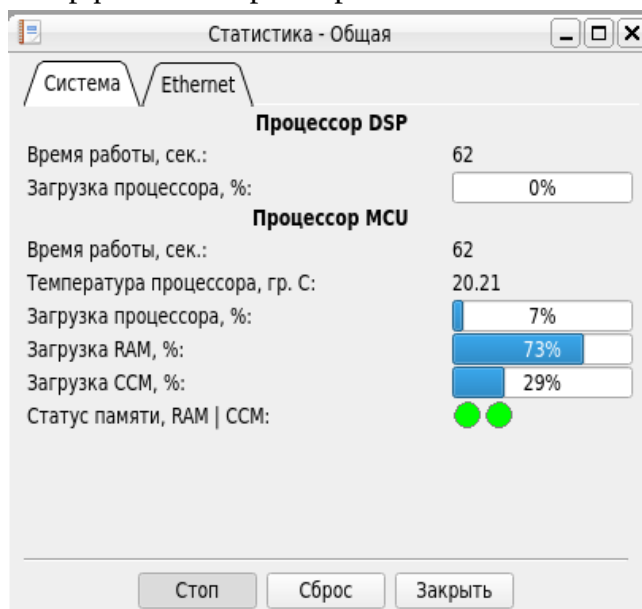 Статистика - Общая
Система Ethernet
Процессор DSP
Время работы, сек.: 62
Загрузка процессора, %: 0%
Процессор MCU
Время работы, сек.: 62
Температура процессора, гр. С: 20.21
Загрузка процессора, %: 7%
Загрузка RAM, %: 73%
Загрузка CCM, %: 29%
Статус памяти, RAM | CCM:
Стоп Сброс Закрыть